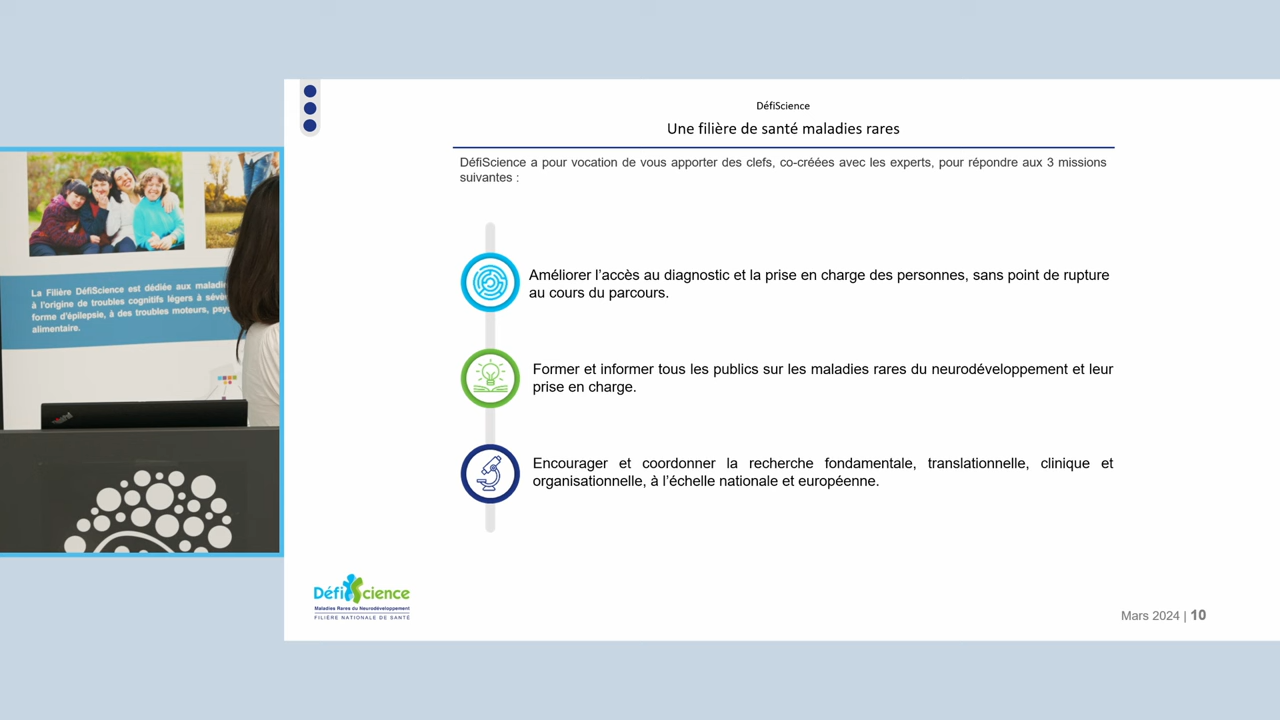 DéfiScience
Une filière de santé maladies rares
DéfiScience a pour vocation de vous apporter des clefs, co-créées avec les experts, pour répondre aux 3 missions
suivantes :
Améliorer l'accès au diagnostic et la prise en charge des personnes, sans point de rupture
au cours du parcours.
Former et informer tous les publics sur les maladies rares du neurodéveloppement et leur
prise en charge.
Encourager et coordonner la recherche fondamentale, translationnelle, clinique et
organisationnelle, à l'échelle nationale et européenne.
DéfiScience
Maladies Rares du Neurodéveloppement
FILIÈRE NATIONALE DE SANTÉ
Mars 2024 | 10
La Filière DéfiScience est dédiée aux
à l'origine de troubles cognitifs légers à
forme d'épilepsie, à des troubles moteurs,
alimentaire.